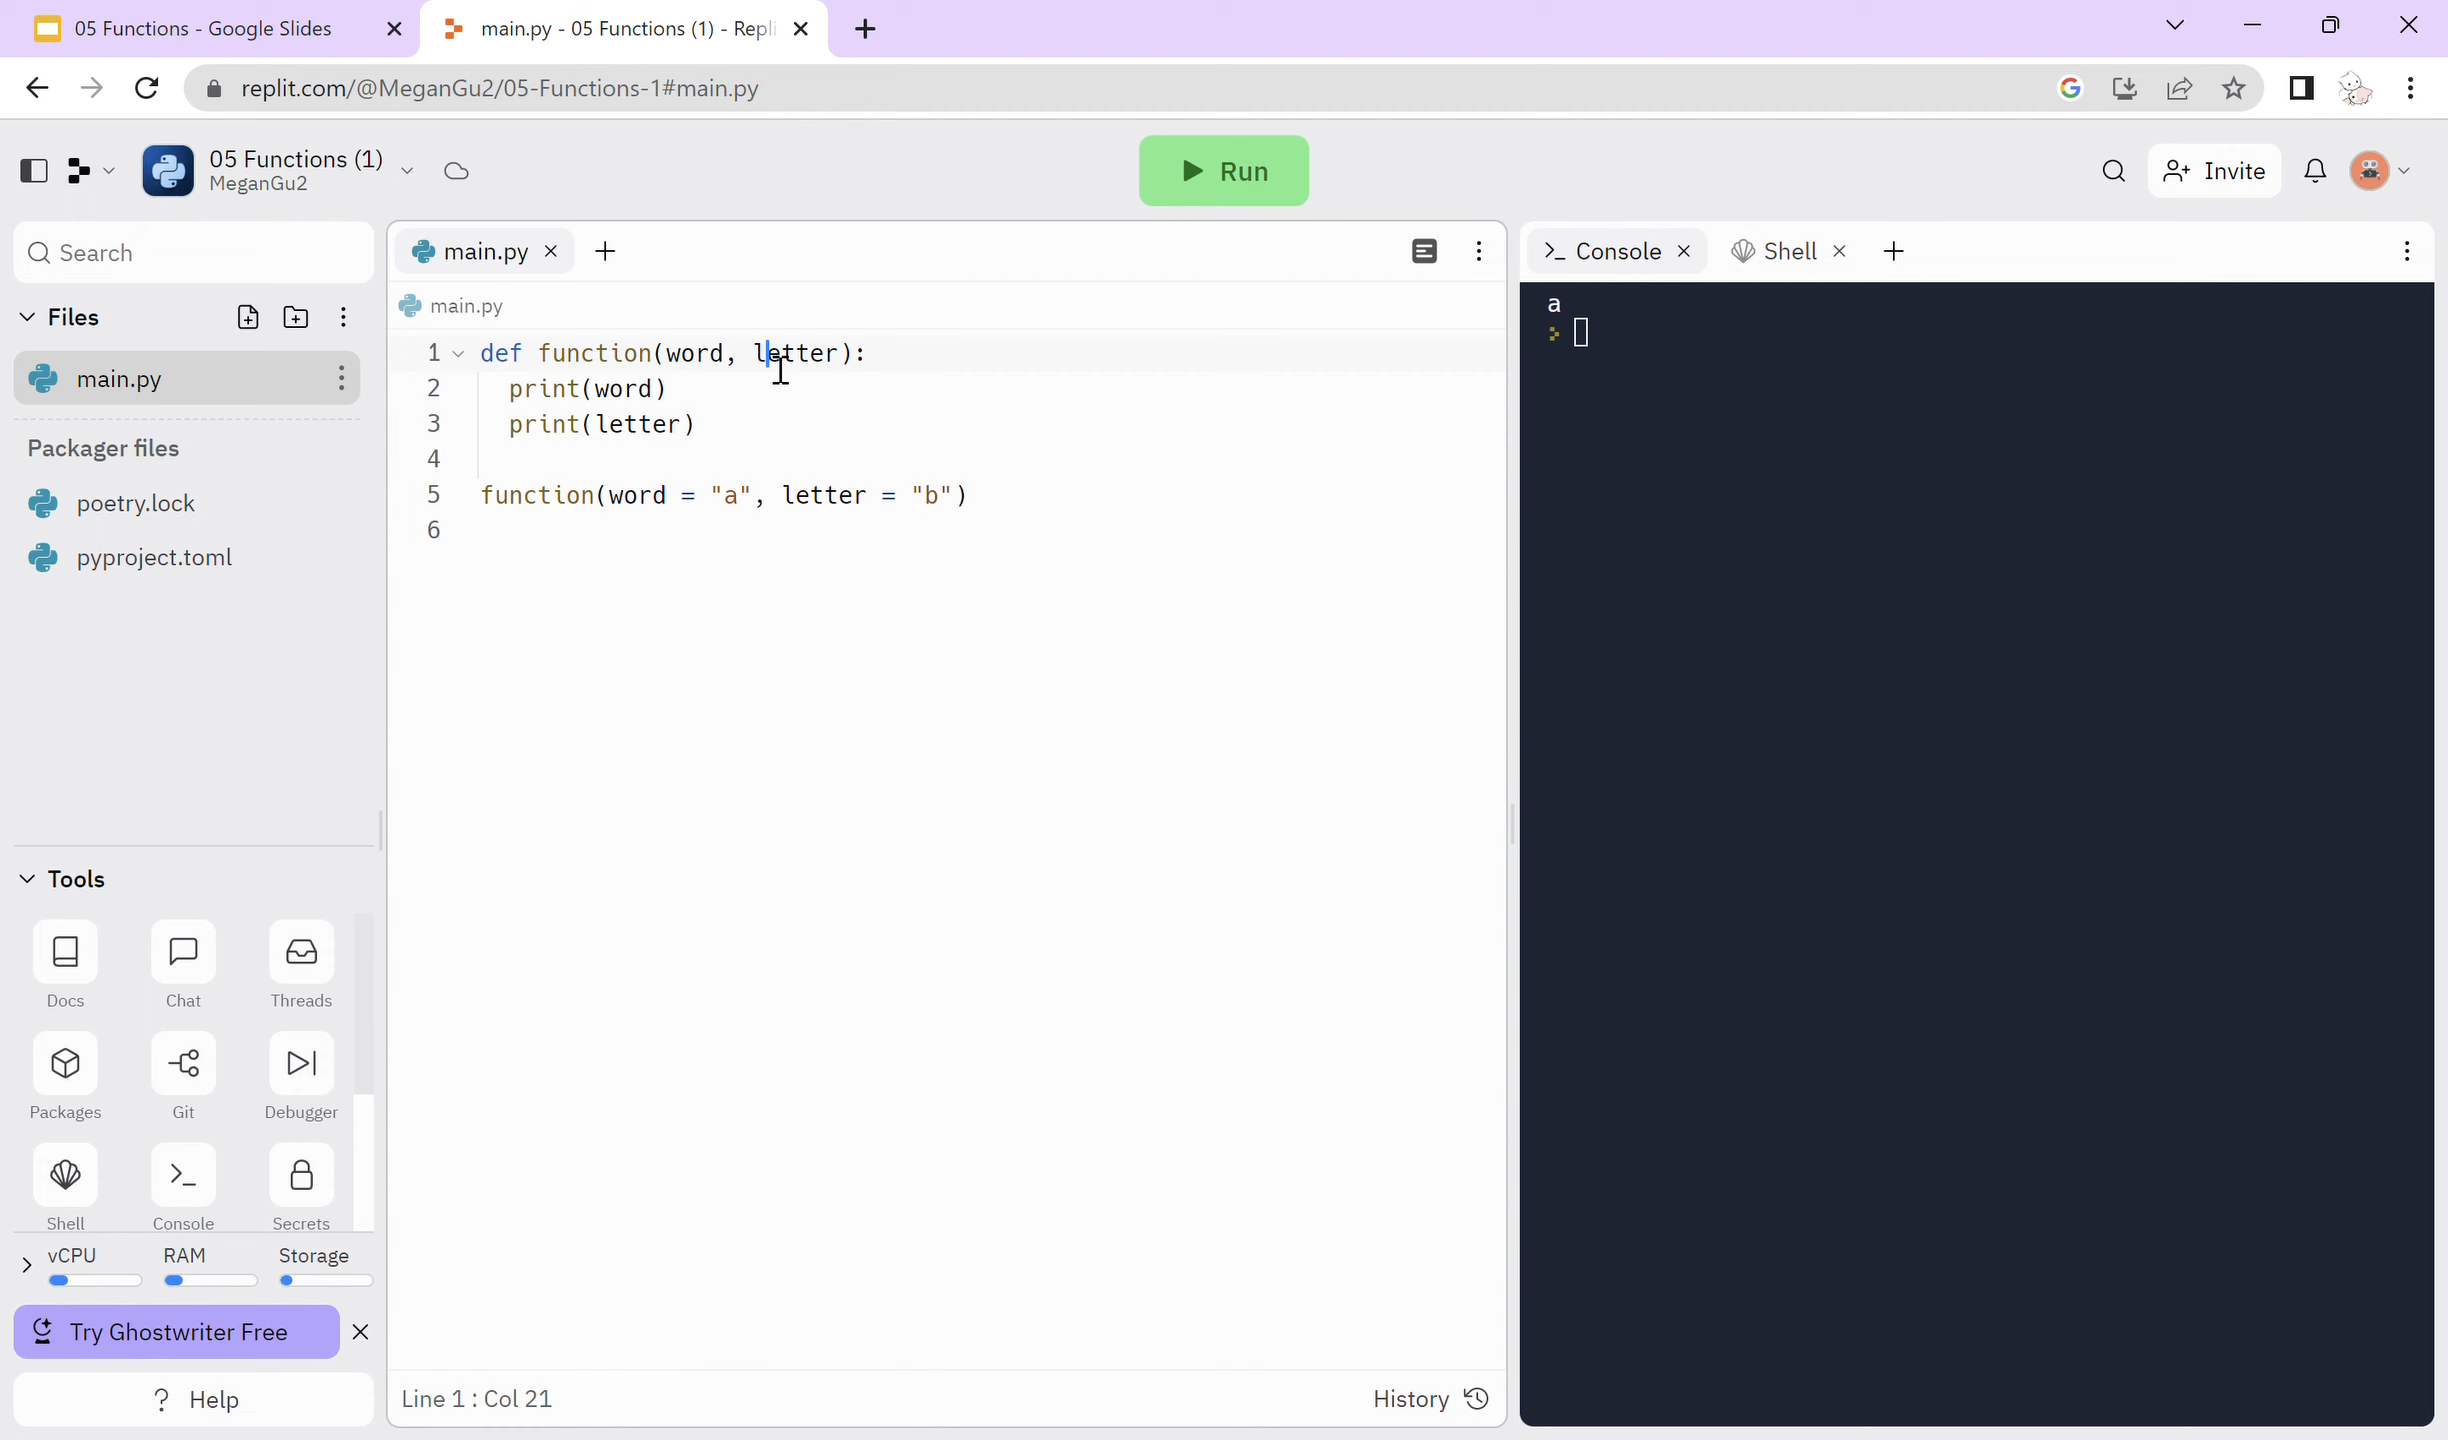 05 Functions - Google Slides
main.py - 05 Functions (1) - Repli
replit.com/@MeganGu2/05-Functions-1#main.py
05 Functions (1)
MeganGu2
Run
Invite
Search
Files
main.py
Packager files
poetry.lock
pyproject.toml
Tools
Docs
Chat
Threads
Packages
Git
Debugger
Shell
Console
Secrets
vCPU
RAM
Storage
Try Ghostwriter Free
? Help
main.py
main.py
1 def function(word, letter):
2 print(word)
3 print(letter)
4
5 function(word = "a", letter = "b")
6
Line 1 : Col 21
History
Console
Shell
a